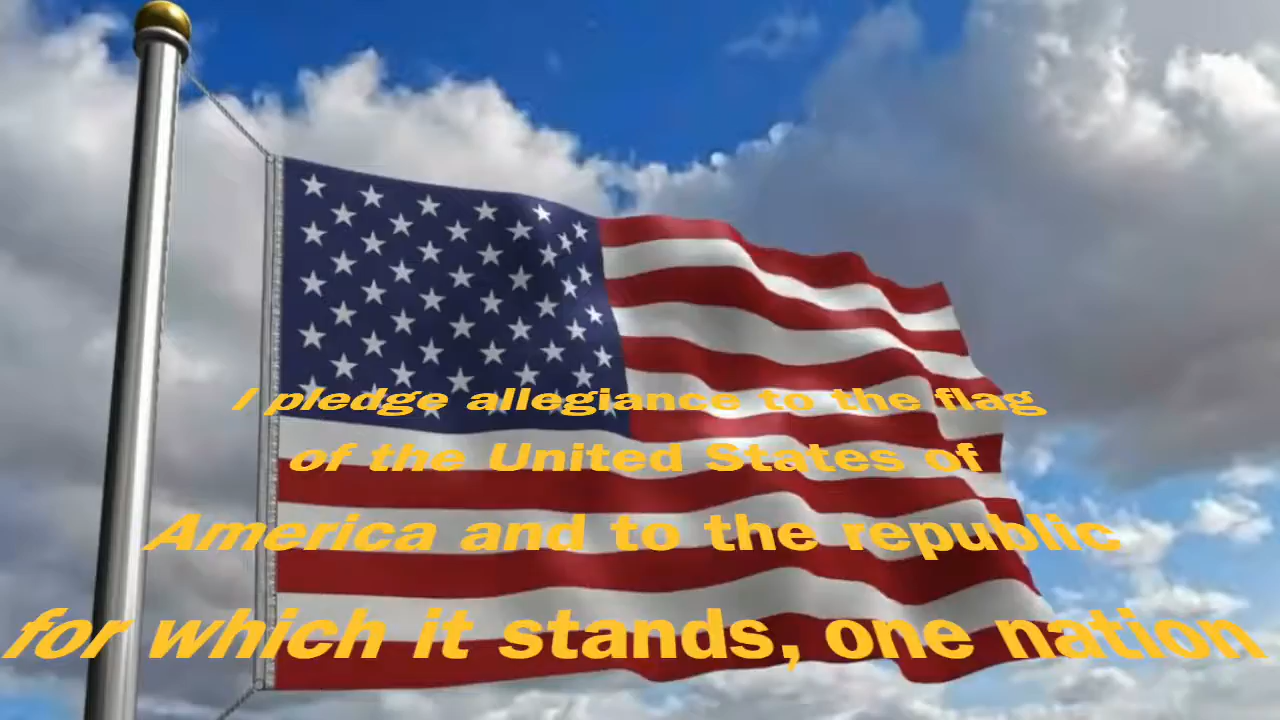 I pledge allegiance to the flag
of the United States of
America and to the republic
for which it stands, one nation